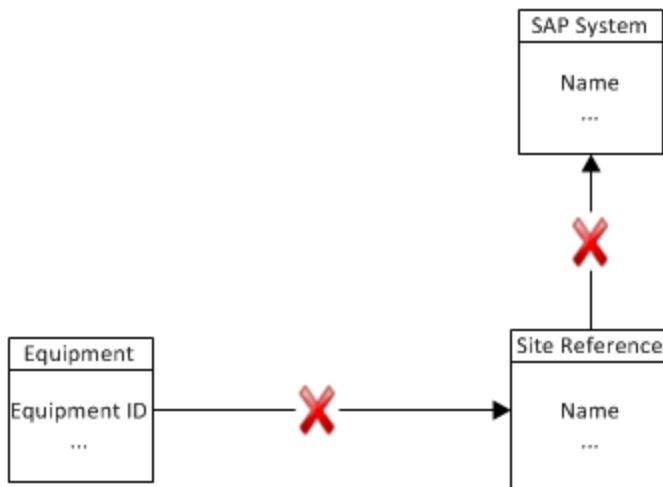 SAP System
Name
...
Equipment
Equipment ID
...
Site Reference
Name
...